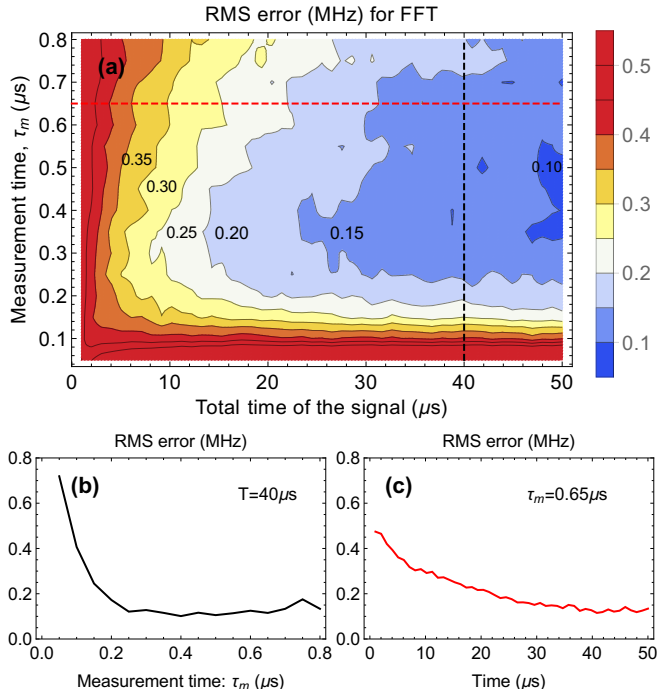 RMS error (MHz) for FFT
(a)
Measurement time, τm (μs)
0.8
0.7
0.6
0.5
0.4
0.3
0.2
0.1
0.35
0.30
0.25
0.20
0.15
0.10
0 10 20 30 40 50
Total time of the signal (μs)
0.5
0.4
0.3
0.2
0.1
RMS error (MHz)
(b)
T=40μs
0.8
0.6
0.4
0.2
0.0
0.0 0.2 0.4 0.6 0.8
Measurement time: τm (μs)
RMS error (MHz)
(c)
τm=0.65μs
0.8
0.6
0.4
0.2
0.0
0 10 20 30 40 50
Time (μs)